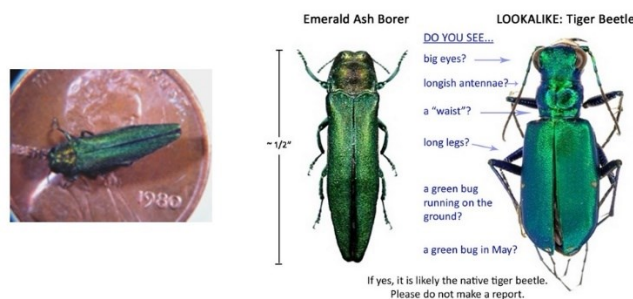 1980
Emerald Ash Borer
~ 1/2"
LOOKALIKE: Tiger Beetle
DO YOU SEE...
big eyes?
longish antennae?
a "waist"?
long legs?
a green bug
running on the
ground?
a green bug in May?
If yes, it is likely the native tiger beetle.
Please do not make a report.